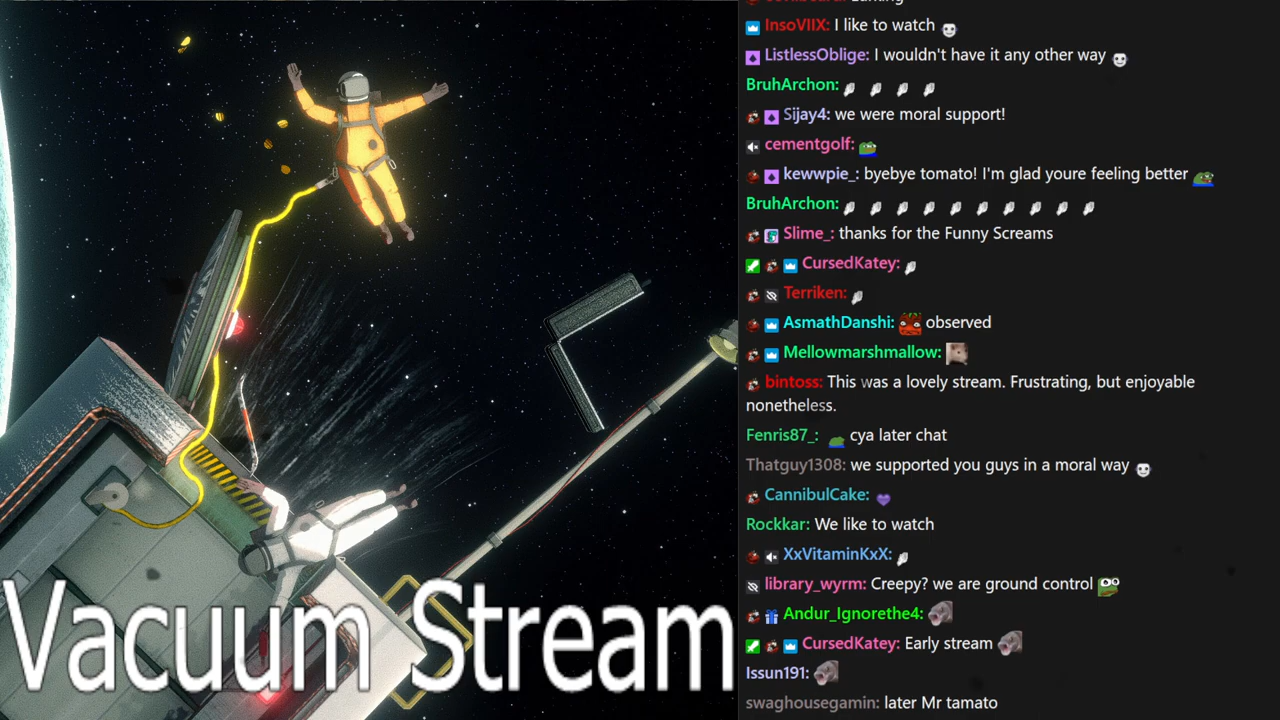 InsoVIIX: I like to watch
ListlessOblige: I wouldn't have it any other way
BruhArchon:
Sijay4: we were moral support!
cementgolf:
kewwpie_: byebye tomato! I'm glad youre feeling better
BruhArchon:
Slime_: thanks for the Funny Screams
CursedKatey:
Terriken:
AsmathDanshi: observed
Mellowmarshmallow:
bintoss: This was a lovely stream. Frustrating, but enjoyable
nonetheless.
Fenris87_: cya later chat
Thatguy1308: we supported you guys in a moral way
CannibulCake:
Rockkar: We like to watch
XxVitaminKxX:
library_wyrm: Creepy? we are ground control
Andur_Ignorethe4:
CursedKatey: Early stream
Issun191:
swaghousegamin: later Mr tamato
Vacuum Stream